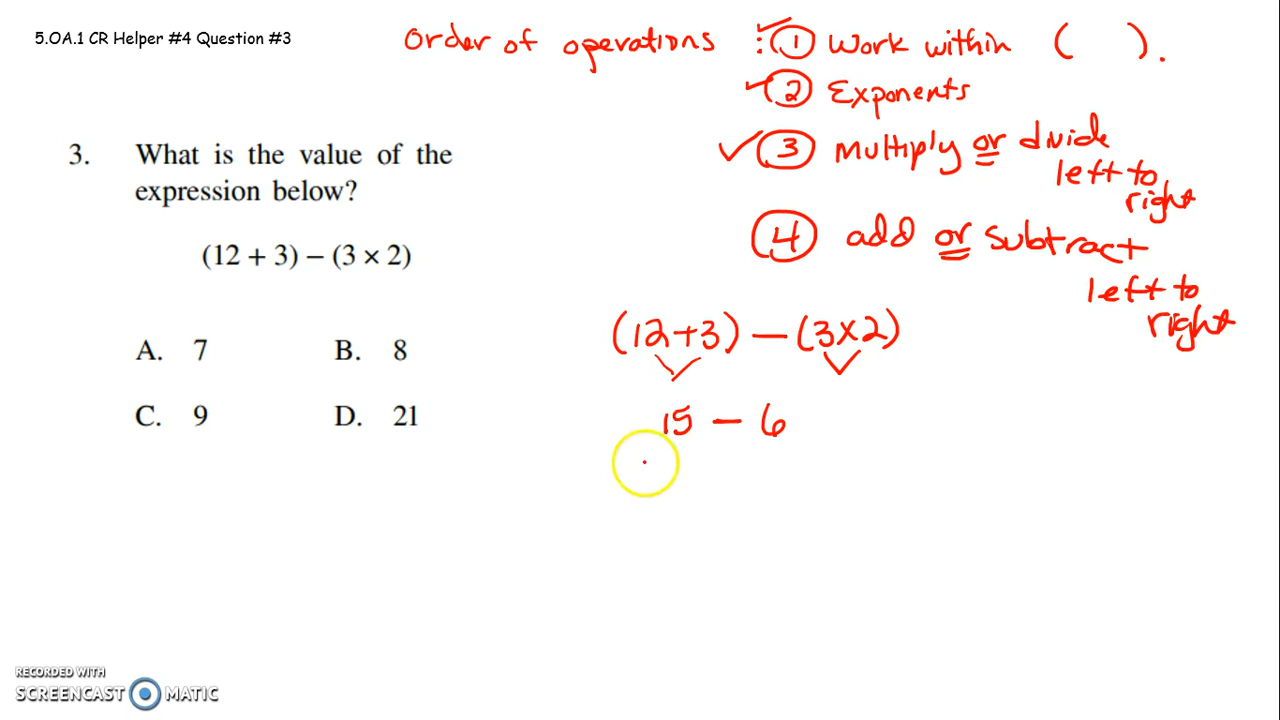 5.OA.1 CR Helper #4 Question #3
Order of operations : ① Work within ( ).
② Exponents
③ Multiply or divide
left to
right
④ add or subtract
left to
right
3. What is the value of the
expression below?
(12 + 3) – (3 × 2)
A. 7 B. 8
C. 9 D. 21
(12+3) – (3×2)
15 – 6
RECORDED WITH
SCREENCAST MATIC